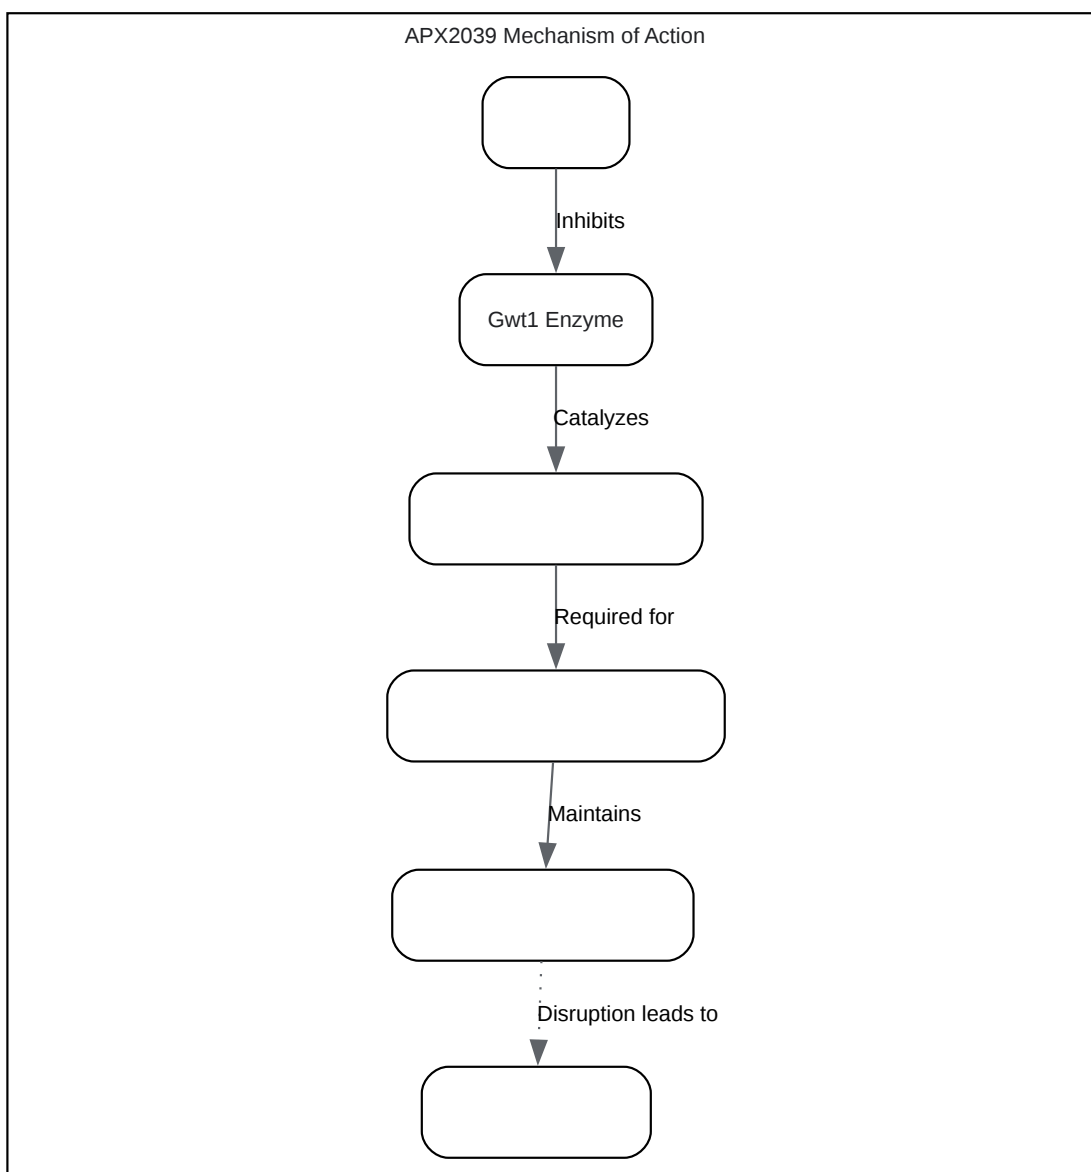 APX2039 Mechanism of Action
Inhibits
Gwt1 Enzyme
Catalyzes
Required for
Maintains
Disruption leads to